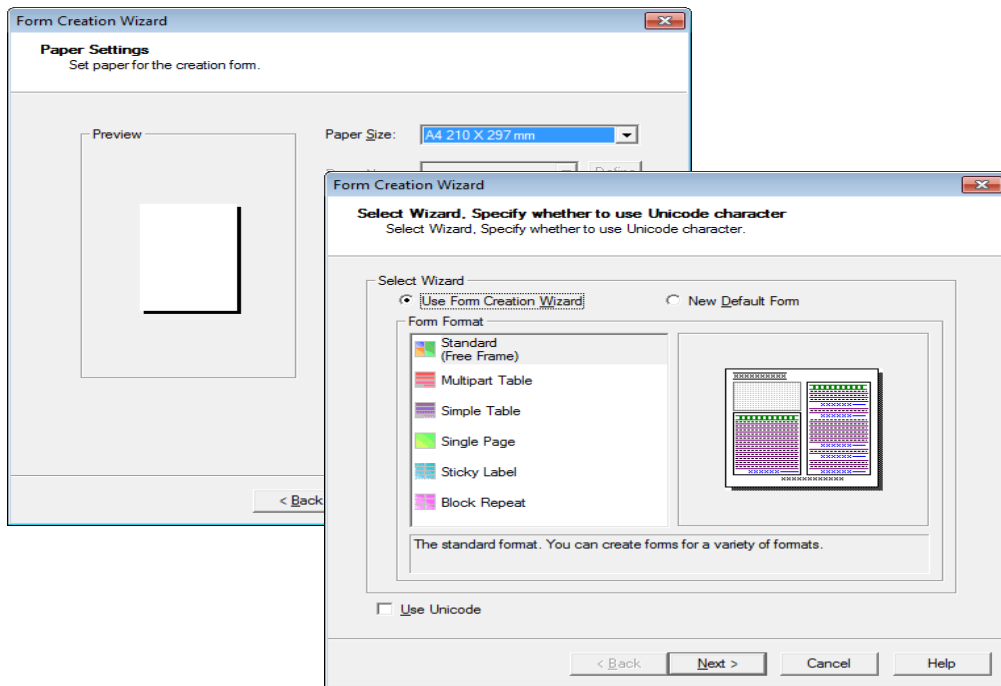 Form Creation Wizard
Paper Settings
Set paper for the creation form.
Preview
Paper Size: A4 210 X 297 mm
< Back
Form Creation Wizard
Select Wizard, Specify whether to use Unicode character
Select Wizard, Specify whether to use Unicode character.
Select Wizard
Use Form Creation Wizard New Default Form
Form Format
Standard
(Free Frame)
Multipart Table
Simple Table
Single Page
Sticky Label
Block Repeat
The standard format. You can create forms for a variety of formats.
Use Unicode
< Back Next > Cancel Help